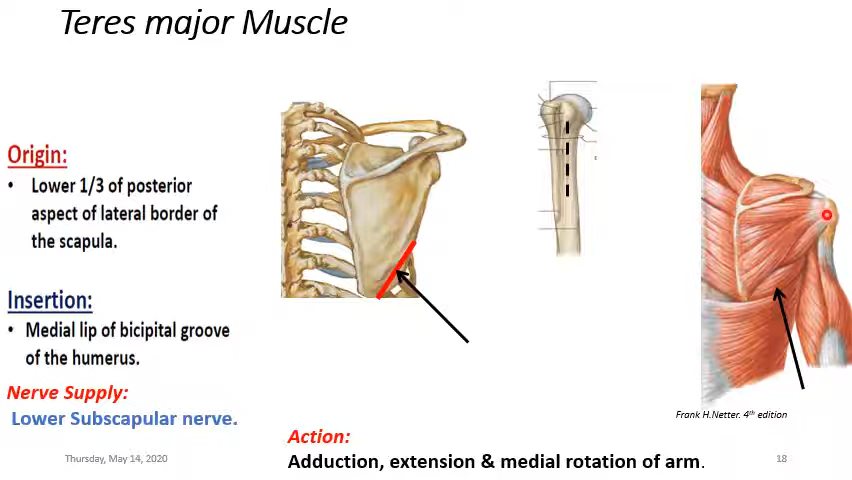 Teres major Muscle
Origin:
• Lower 1/3 of posterior
aspect of lateral border of
the scapula.
Insertion:
• Medial lip of bicipital groove
of the humerus.
Nerve Supply:
Lower Subscapular nerve.
Frank H.Netter. 4th edition
Action:
Adduction, extension & medial rotation of arm.
Thursday, May 14, 2020
18